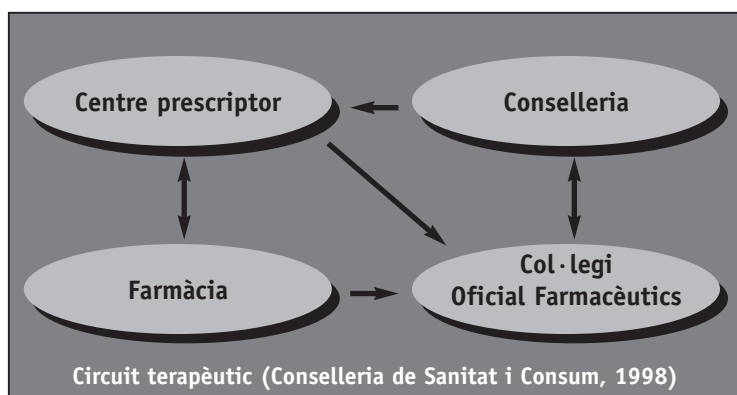 Centre prescriptor
Conselleria
Farmàcia
Col·legi
Oficial Farmacèutics
Circuit terapèutic (Conselleria de Sanitat i Consum, 1998)